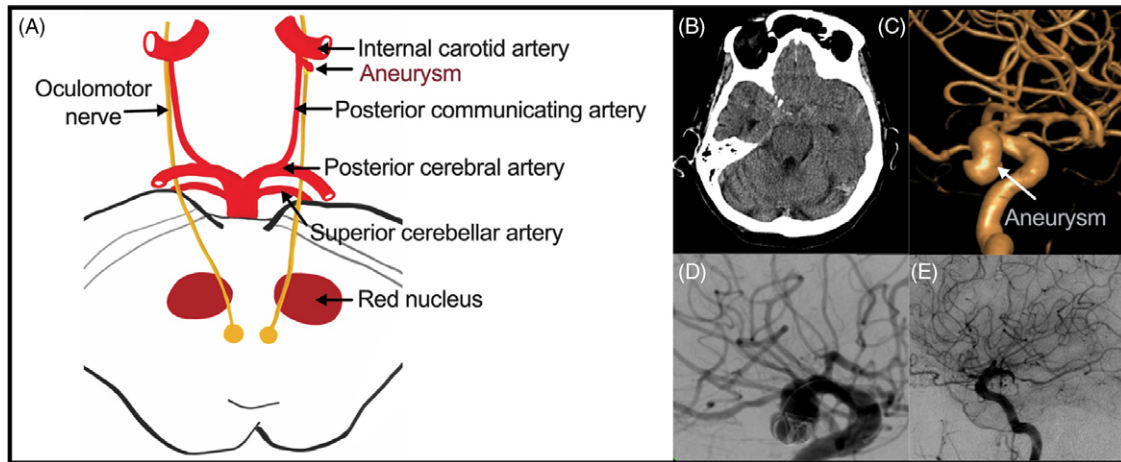 (A)
Internal carotid artery
Aneurysm
Oculomotor
nerve
Posterior communicating artery
Posterior cerebral artery
Superior cerebellar artery
Red nucleus
(B)
(C)
Aneurysm
(D)
(E)